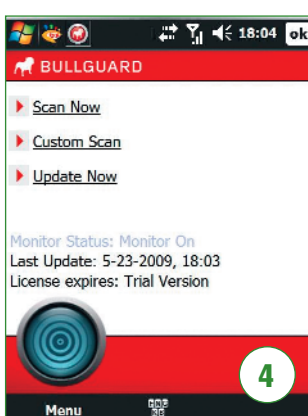 18:04 ok
BULLGUARD
Scan Now
Custom Scan
Update Now
Monitor Status: Monitor On
Last Update: 5-23-2009, 18:03
License expires: Trial Version
4
Menu